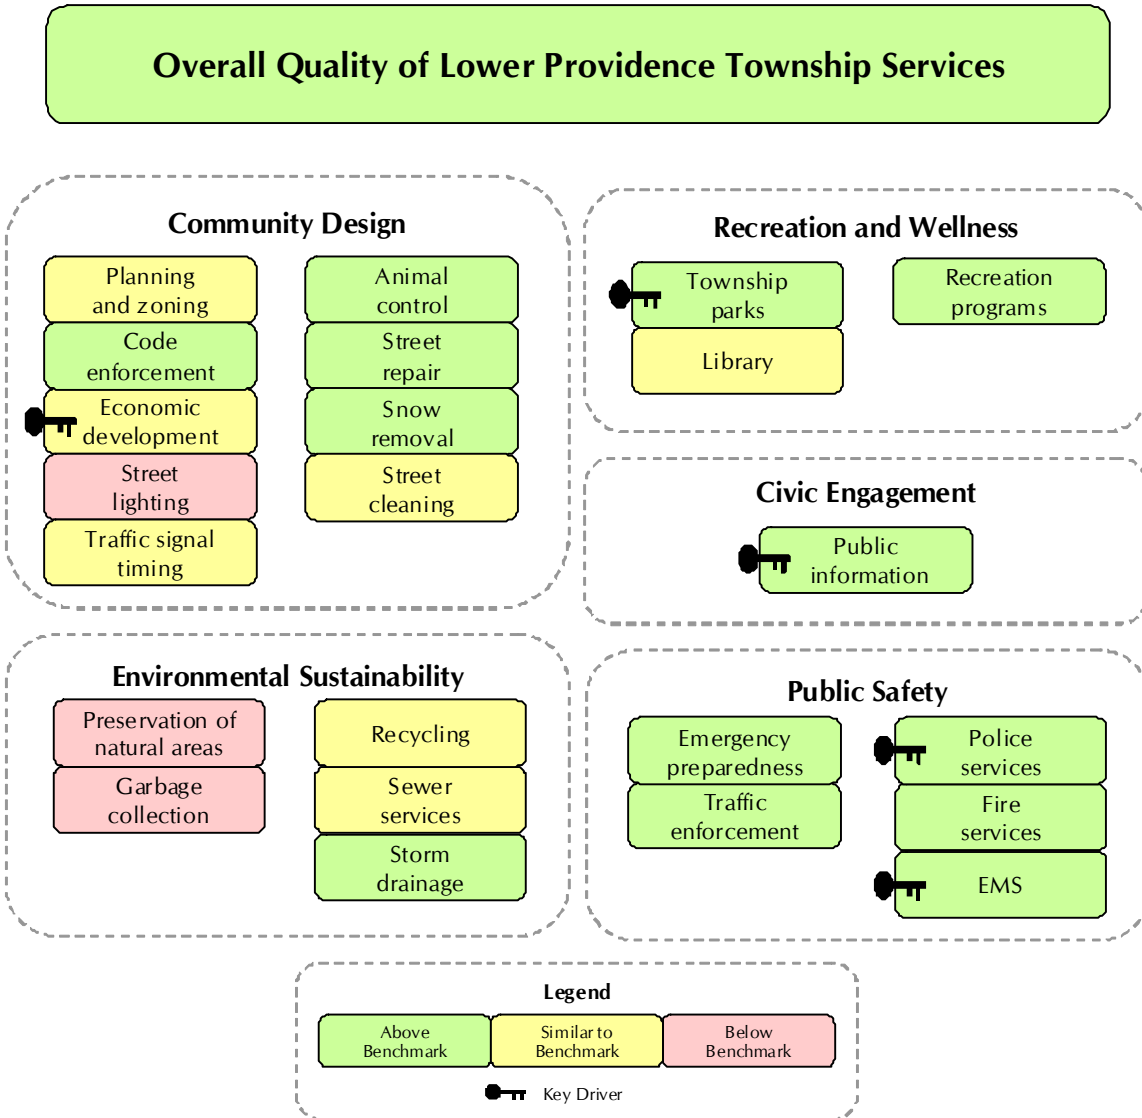 Overall Quality of Lower Providence Township Services
Community Design
Planning
and zoning
Code
enforcement
Economic
development
Street
lighting
Traffic signal
timing
Animal
control
Street
repair
Snow
removal
Street
cleaning
Recreation and Wellness
Township
parks
Library
Recreation
programs
Civic Engagement
Public
information
Environmental Sustainability
Preservation of
natural areas
Garbage
collection
Recycling
Sewer
services
Storm
drainage
Public Safety
Emergency
preparedness
Traffic
enforcement
Police
services
Fire
services
EMS
Legend
Above
Benchmark
Similar to
Benchmark
Below
Benchmark
Key Driver